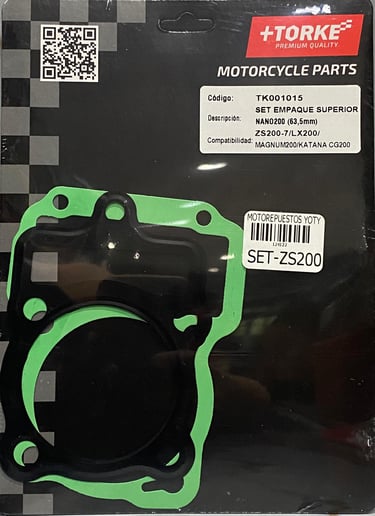 +TORKE
PREMIUM QUALITY
MOTORCYCLE PARTS
Código: TK001015
SET EMPAQUE SUPERIOR
Descripción: NANO200 (63,5mm)
ZS200-7/LX200/
Compatibilidad: MAGNUM200/KATANA CG200
MOTOREPUESTOS YOTY
SET-ZS200